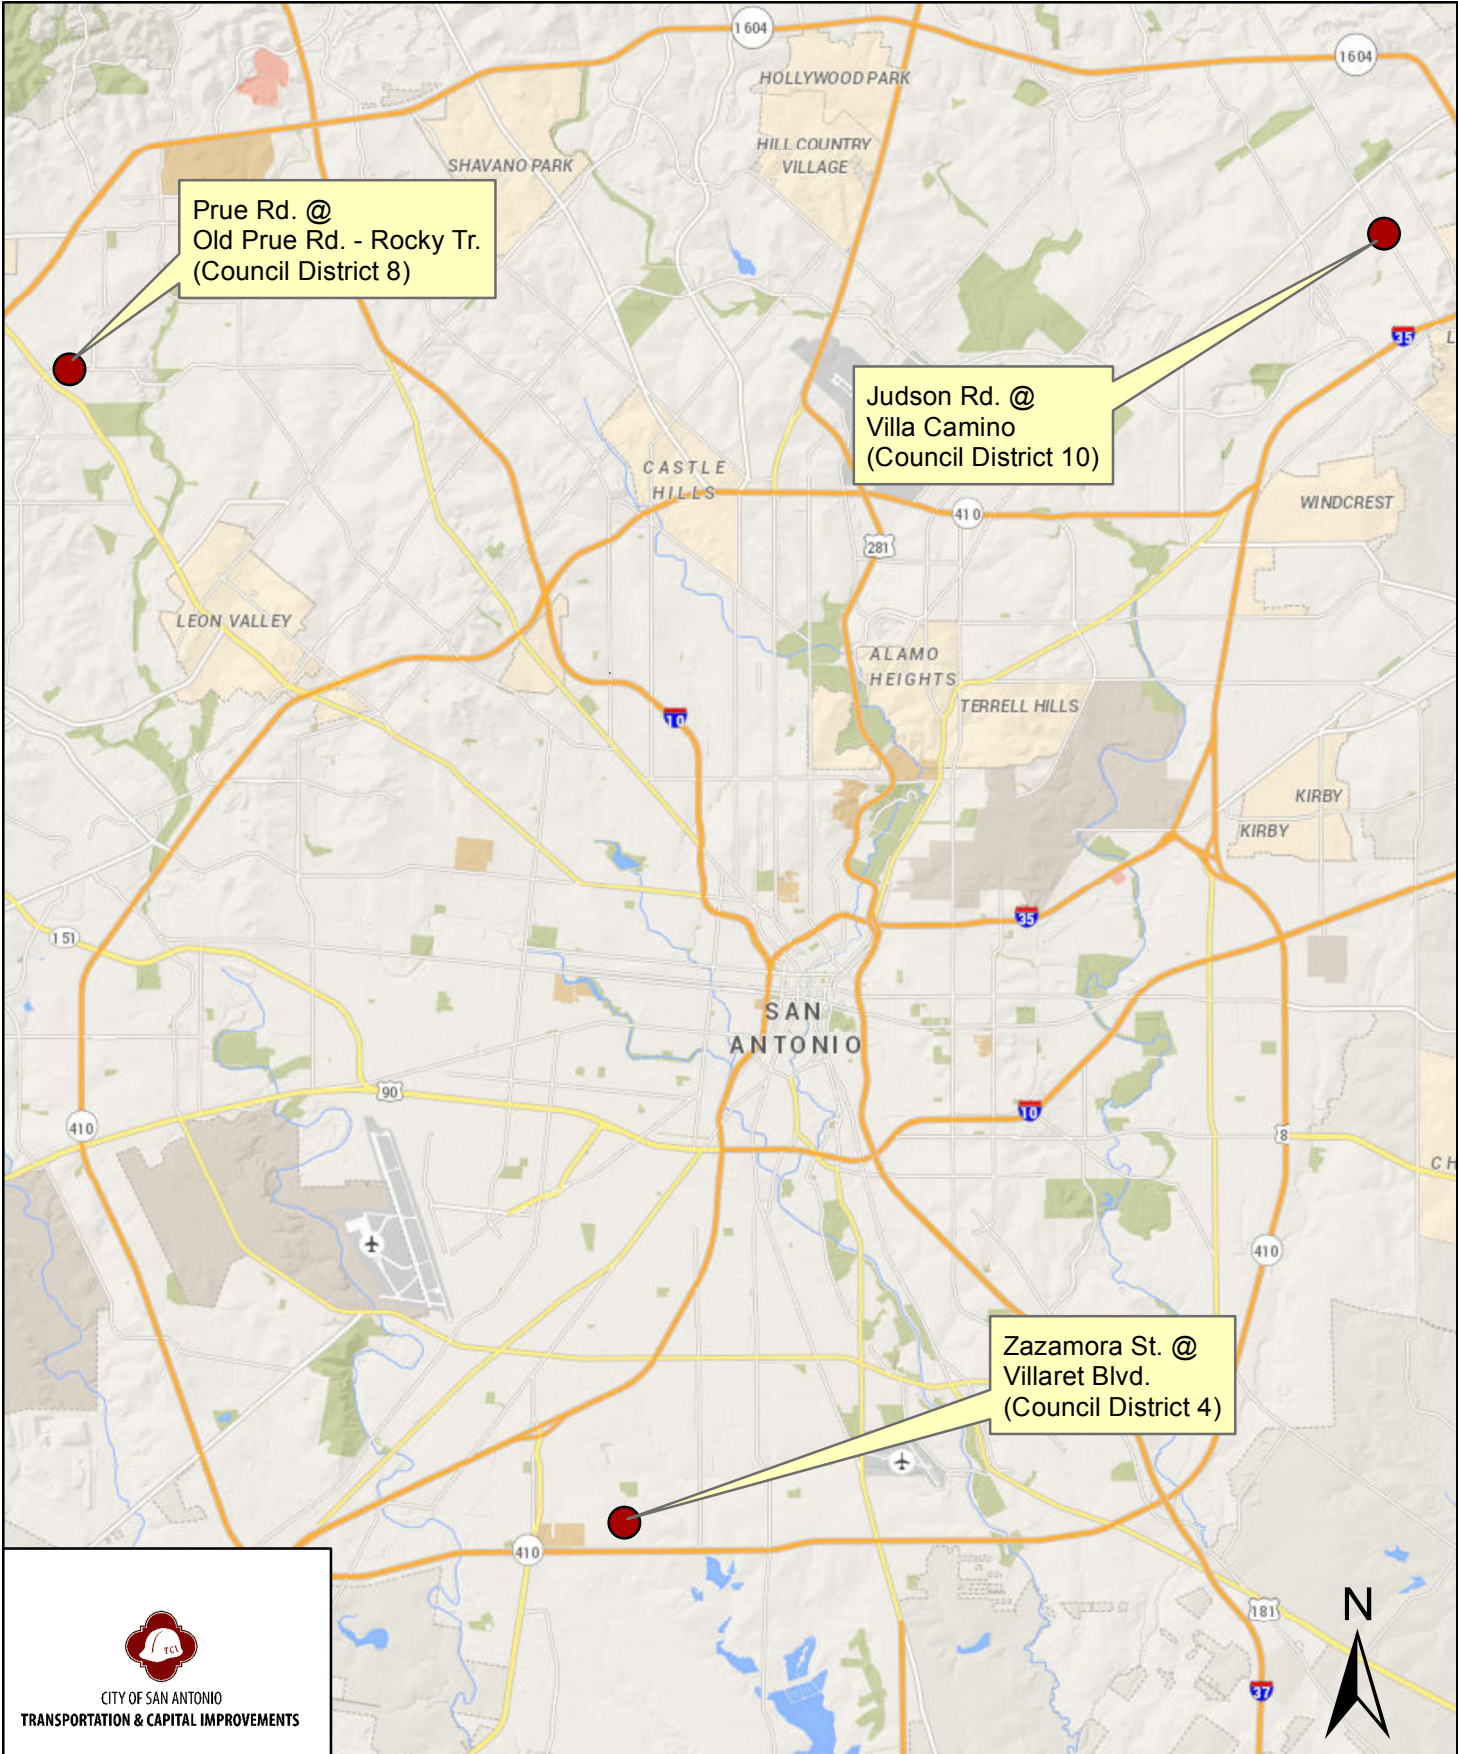 1604
1604
HOLLYWOOD PARK
HILL COUNTRY
VILLAGE
SHAVANO PARK
Prue Rd. @
Old Prue Rd. - Rocky Tr.
(Council District 8)
35
L
Judson Rd. @
Villa Camino
(Council District 10)
CASTLE
HILLS
WINDCREST
410
281
LEON VALLEY
ALAMO
HEIGHTS
TERRELL HILLS
10
KIRBY
KIRBY
35
151
SAN
ANTONIO
90
10
410
8
CH
410
Zazamora St. @
Villaret Blvd.
(Council District 4)
410
N
181
37
TCI
CITY OF SAN ANTONIO
TRANSPORTATION & CAPITAL IMPROVEMENTS